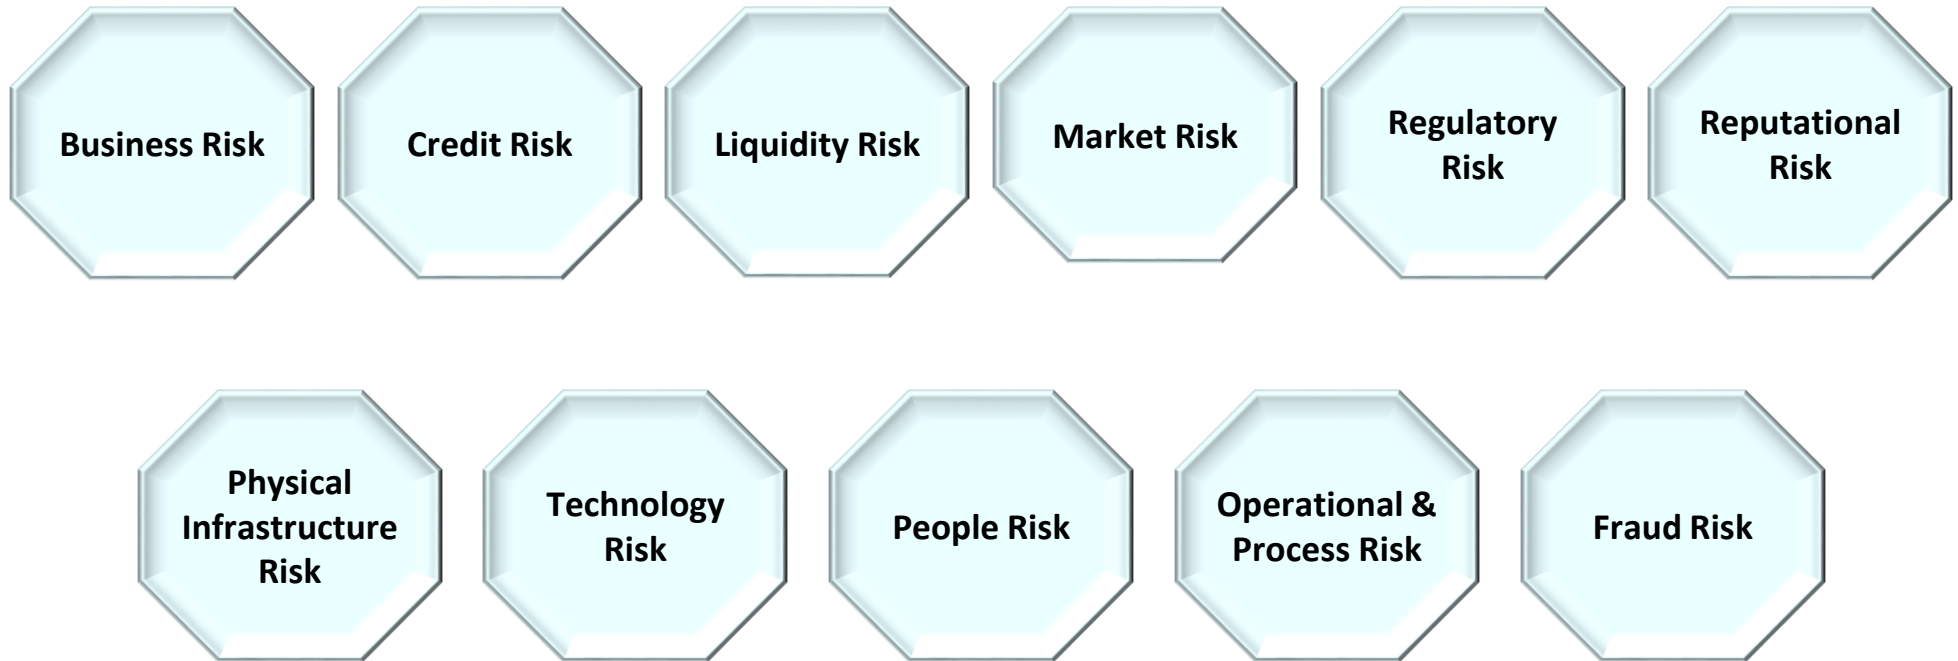 Business Risk
Credit Risk
Liquidity Risk
Market Risk
Regulatory
Risk
Reputational
Risk
Physical
Infrastructure
Risk
Technology
Risk
People Risk
Operational &
Process Risk
Fraud Risk